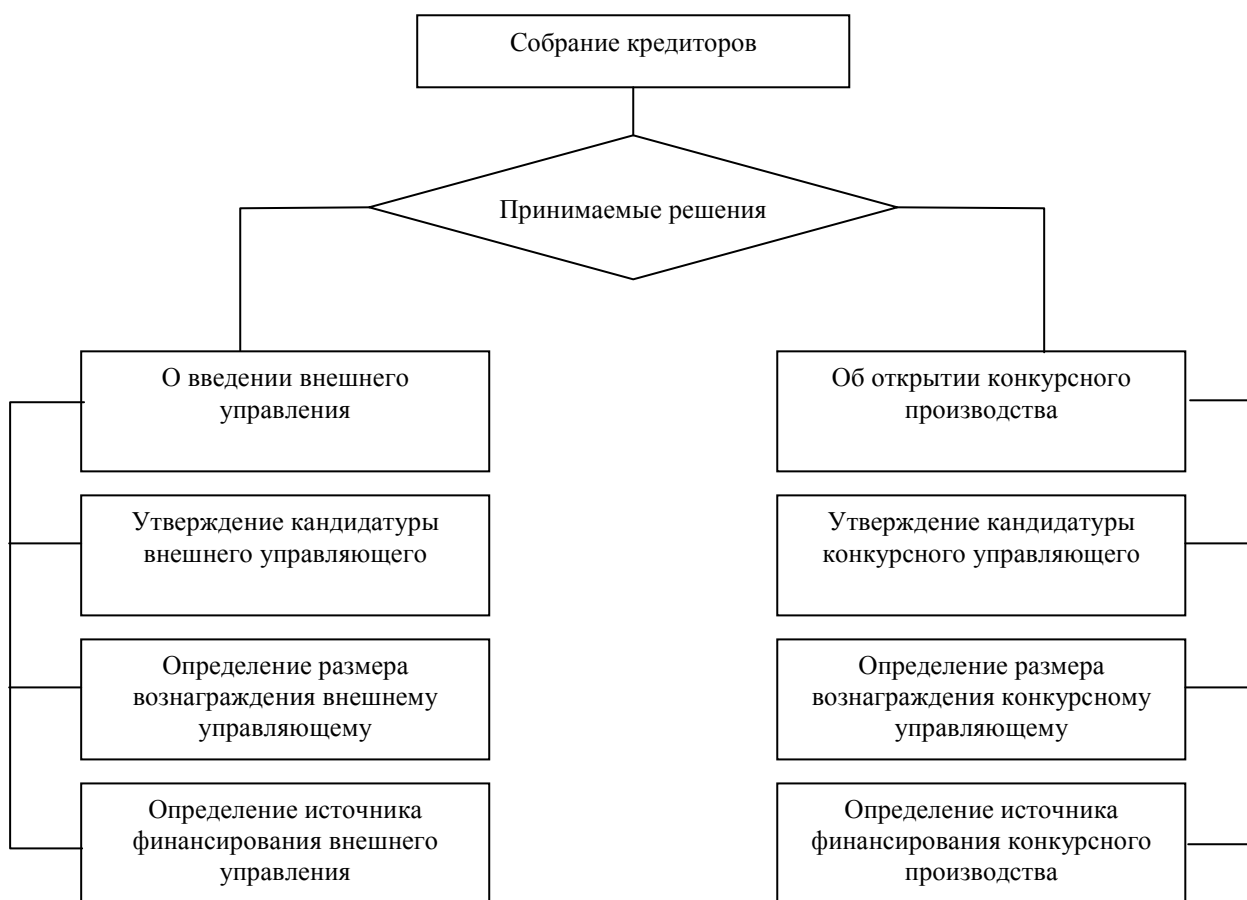 Собрание кредиторов
Принимаемые решения
О введении внешнего
управления
Утверждение кандидатуры
внешнего управляющего
Определение размера
вознаграждения внешнему
управляющему
Определение источника
финансирования внешнего
управления
Об открытии конкурсного
производства
Утверждение кандидатуры
конкурсного управляющего
Определение размера
вознаграждения конкурсному
управляющему
Определение источника
финансирования конкурсного
производства